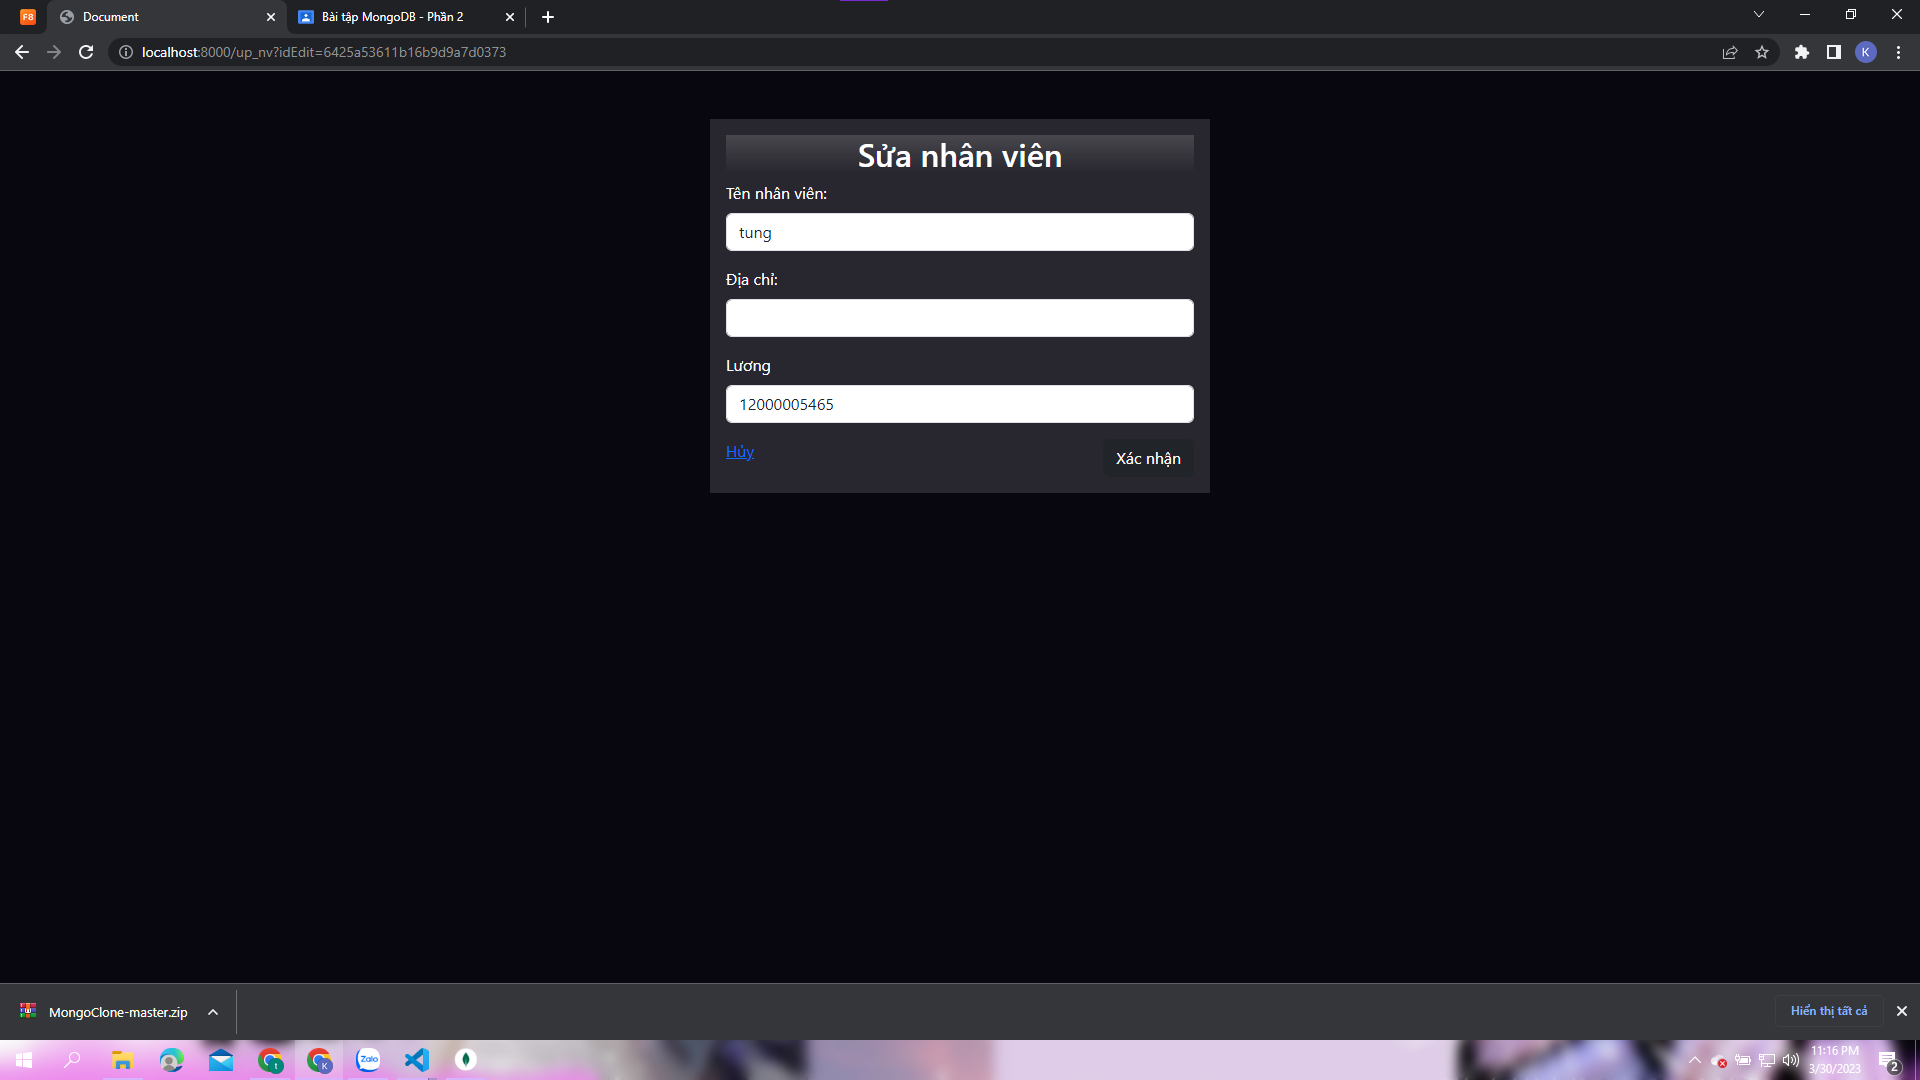 F8
Document
Bài tập MongoDB - Phần 2
localhost:8000/up_nv?idEdit=6425a53611b16b9d9a7d0373
K
Sửa nhân viên
Tên nhân viên:
tung
Địa chỉ:
Lương
12000005465
Hủy
Xác nhận
MongoClone-master.zip
Hiển thị tất cả
t
K
Zalo
11:16 PM
3/30/2023
2